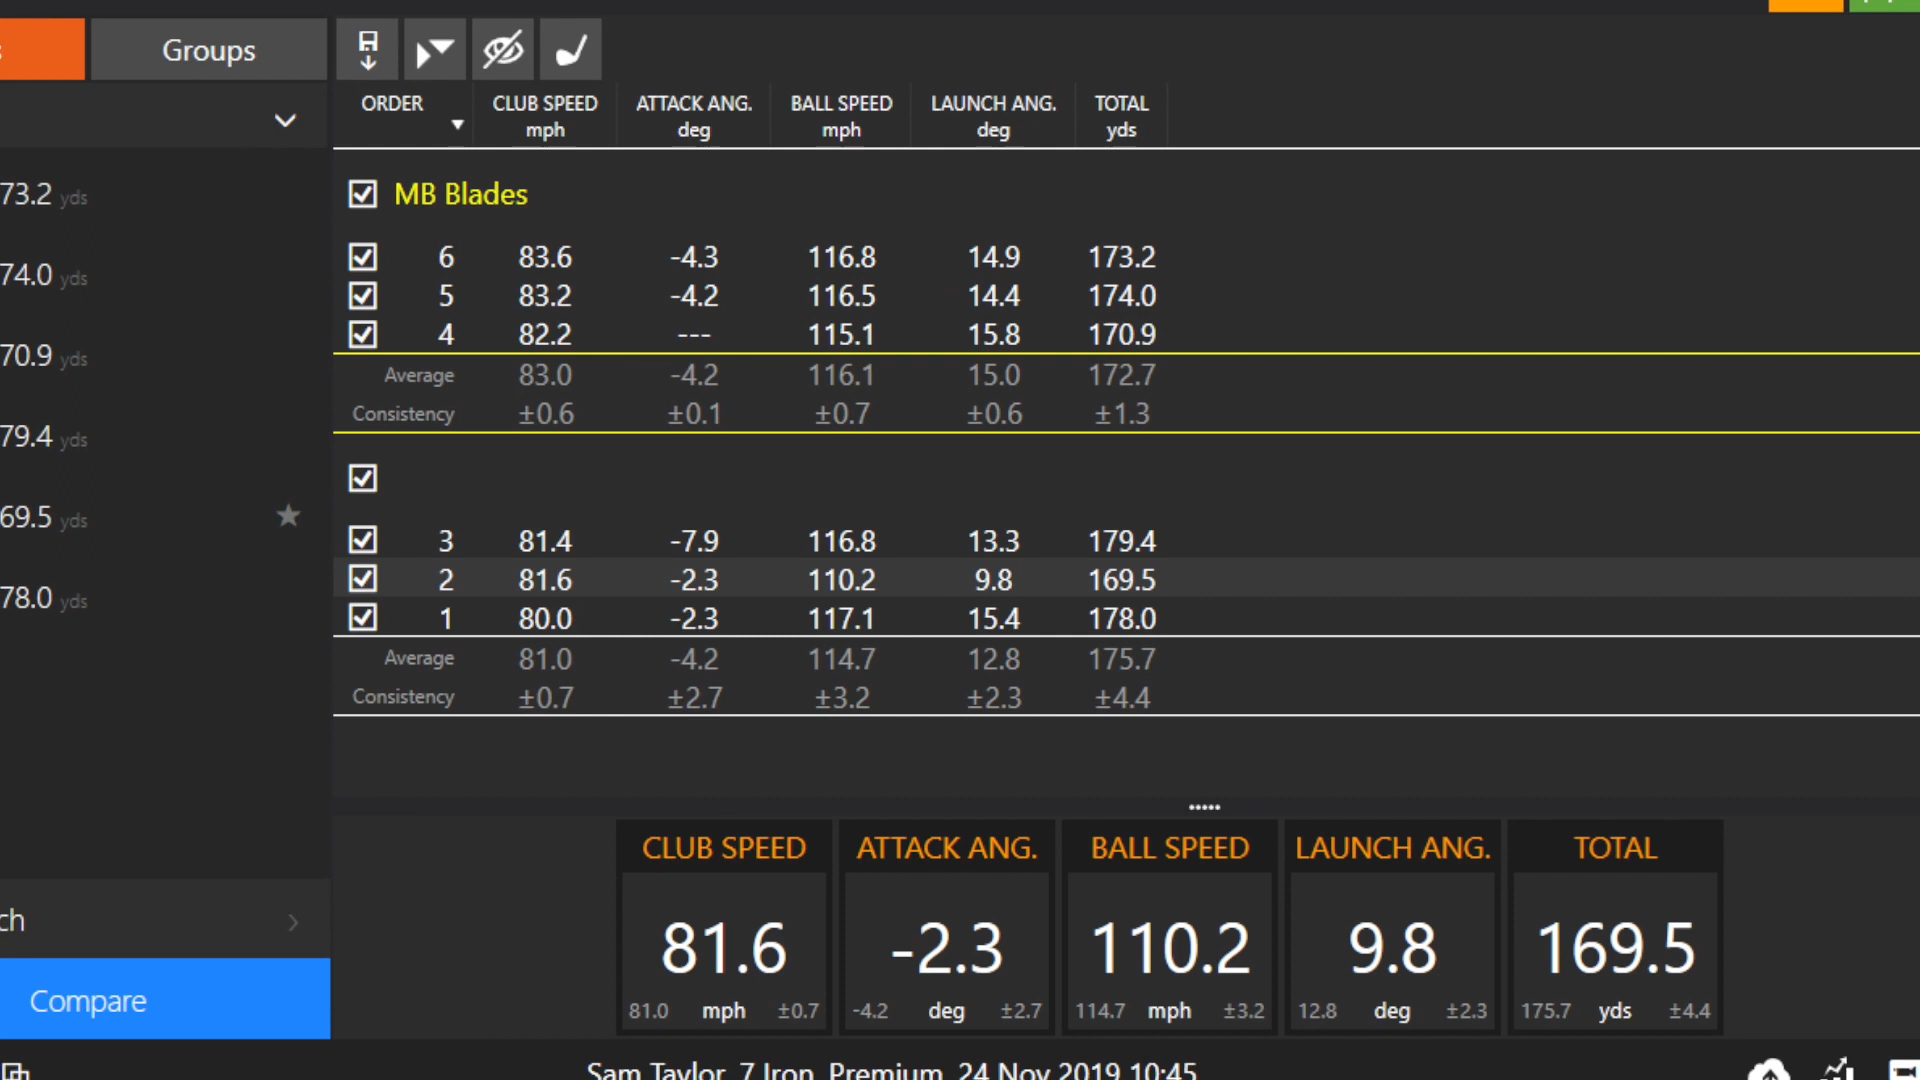 Groups
ORDER CLUB SPEED ATTACK ANG. BALL SPEED LAUNCH ANG. TOTAL
mph deg mph deg yds
73.2 yds
74.0 yds
70.9 yds
79.4 yds
69.5 yds
78.0 yds
MB Blades
6 83.6 -4.3 116.8 14.9 173.2
5 83.2 -4.2 116.5 14.4 174.0
4 82.2 --- 115.1 15.8 170.9
Average 83.0 -4.2 116.1 15.0 172.7
Consistency ±0.6 ±0.1 ±0.7 ±0.6 ±1.3
3 81.4 -7.9 116.8 13.3 179.4
2 81.6 -2.3 110.2 9.8 169.5
1 80.0 -2.3 117.1 15.4 178.0
Average 81.0 -4.2 114.7 12.8 175.7
Consistency ±0.7 ±2.7 ±3.2 ±2.3 ±4.4
ch
Compare
CLUB SPEED ATTACK ANG. BALL SPEED LAUNCH ANG. TOTAL
81.6 -2.3 110.2 9.8 169.5
81.0 mph ±0.7 -4.2 deg ±2.7 114.7 mph ±3.2 12.8 deg ±2.3 175.7 yds ±4.4
Sam Taylor, 7 Iron, Premium, 24 Nov 2019 10:45